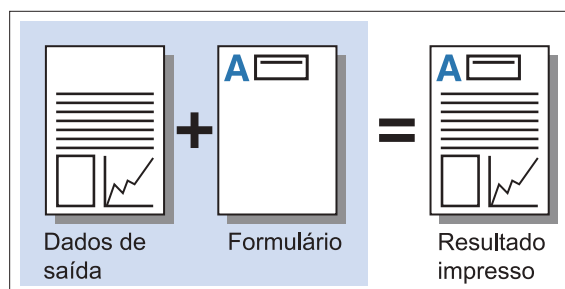 A
A
+
=
Dados de
saída
Formulário
Resultado
impresso